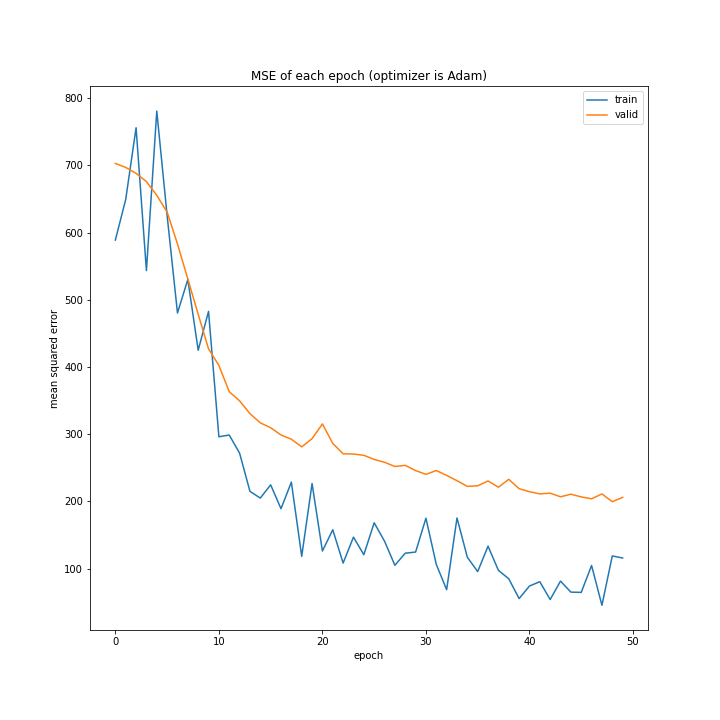 MSE of each epoch (optimizer is Adam)
train
valid
mean squared error
800
700
600
500
400
300
200
100
0 10 20 30 40 50
epoch